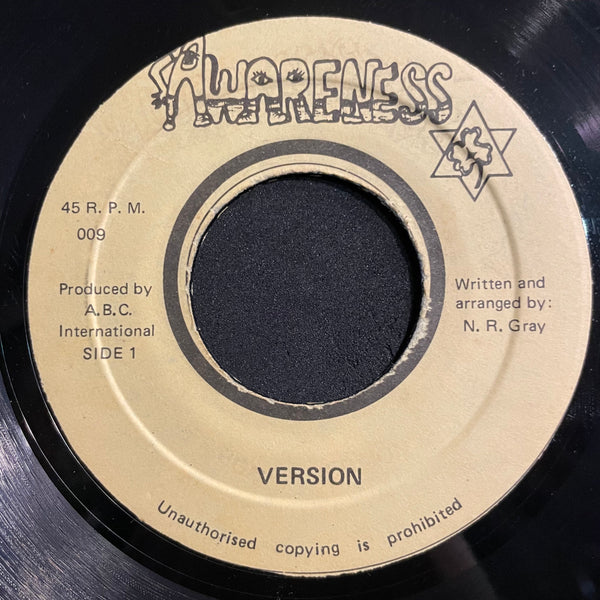 AWARENESS
45 R. P. M.
009
Produced by
A.B.C.
International
SIDE 1
Written and
arranged by:
N. R. Gray
VERSION
Unauthorised copying is prohibited